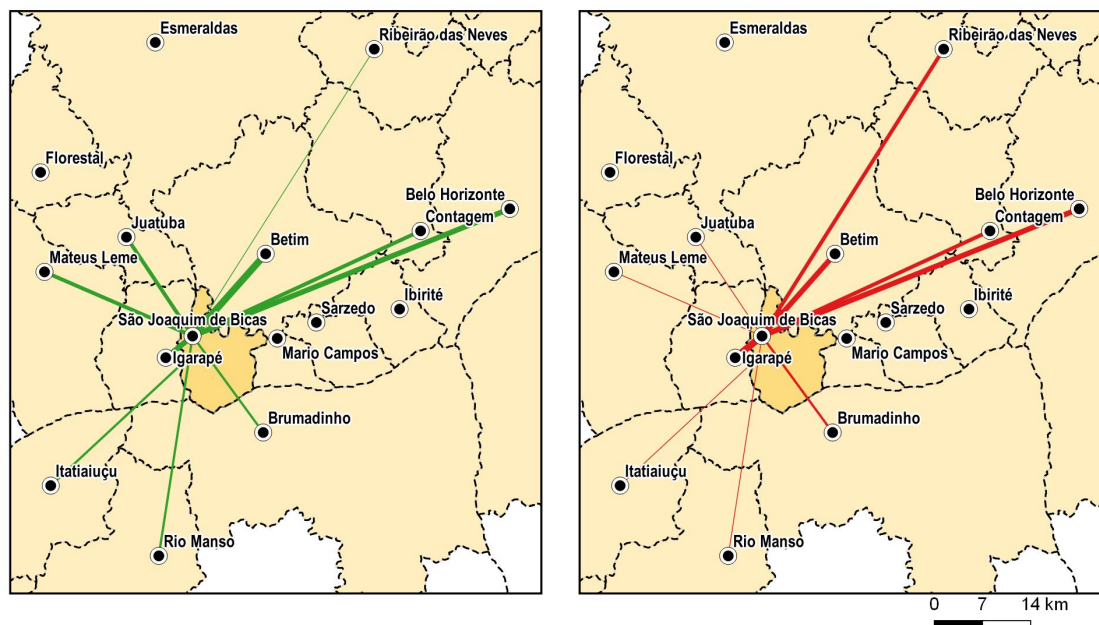 Esmeraldas
Ribeirão das Neves
Florestal
Belo Horizonte
Contagem
Juatuba
Betim
Mateus Leme
Ibirité
Sarzedo
São Joaquim de Bicas
Mario Campos
Igarapé
Brumadinho
Itatiaiuçu
Rio Manso
Esmeraldas
Ribeirão das Neves
Florestal
Belo Horizonte
Contagem
Juatuba
Betim
Mateus Leme
Ibirité
Sarzedo
São Joaquim de Bicas
Mario Campos
Igarapé
Brumadinho
Itatiaiuçu
Rio Manso
0 7 14 km